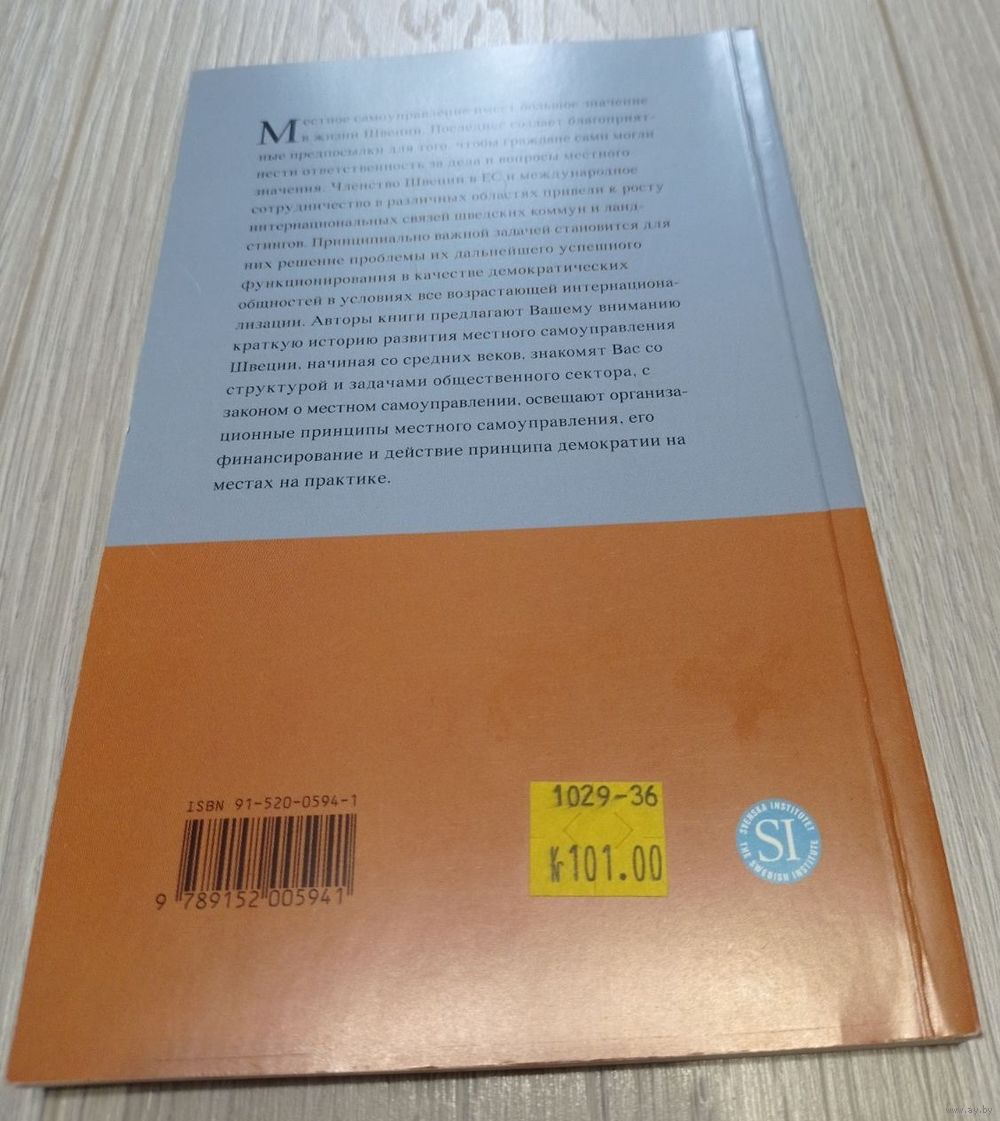 Местное самоуправление имеет большое значение
в жизни Швеции. Последнее создает благоприят-
ные предпосылки для того, чтобы граждане сами могли
нести ответственность за дела и вопросы местного
значения. Членство Швеции в ЕС и международное
сотрудничество в различных областях привели к росту
интернациональных связей шведских коммун и ланд-
стингов. Принципиально важной задачей становится для
них решение проблемы их дальнейшего успешного
функционирования в качестве демократических
общностей в условиях все возрастающей интернациона-
лизации. Авторы книги предлагают Вашему вниманию
краткую историю развития местного самоуправления
Швеции, начиная со средних веков, знакомят Вас со
структурой и задачами общественного сектора, с
законом о местном самоуправлении, освещают организа-
ционные принципы местного самоуправления, его
финансирование и действие принципа демократии на
местах на практике.
ISBN 91-520-0594-1
9 789152 005941
1029-36
Kr 101.00
SVENSKA INSTITUTET
SI
THE SWEDISH INSTITUTE
www.ay.by